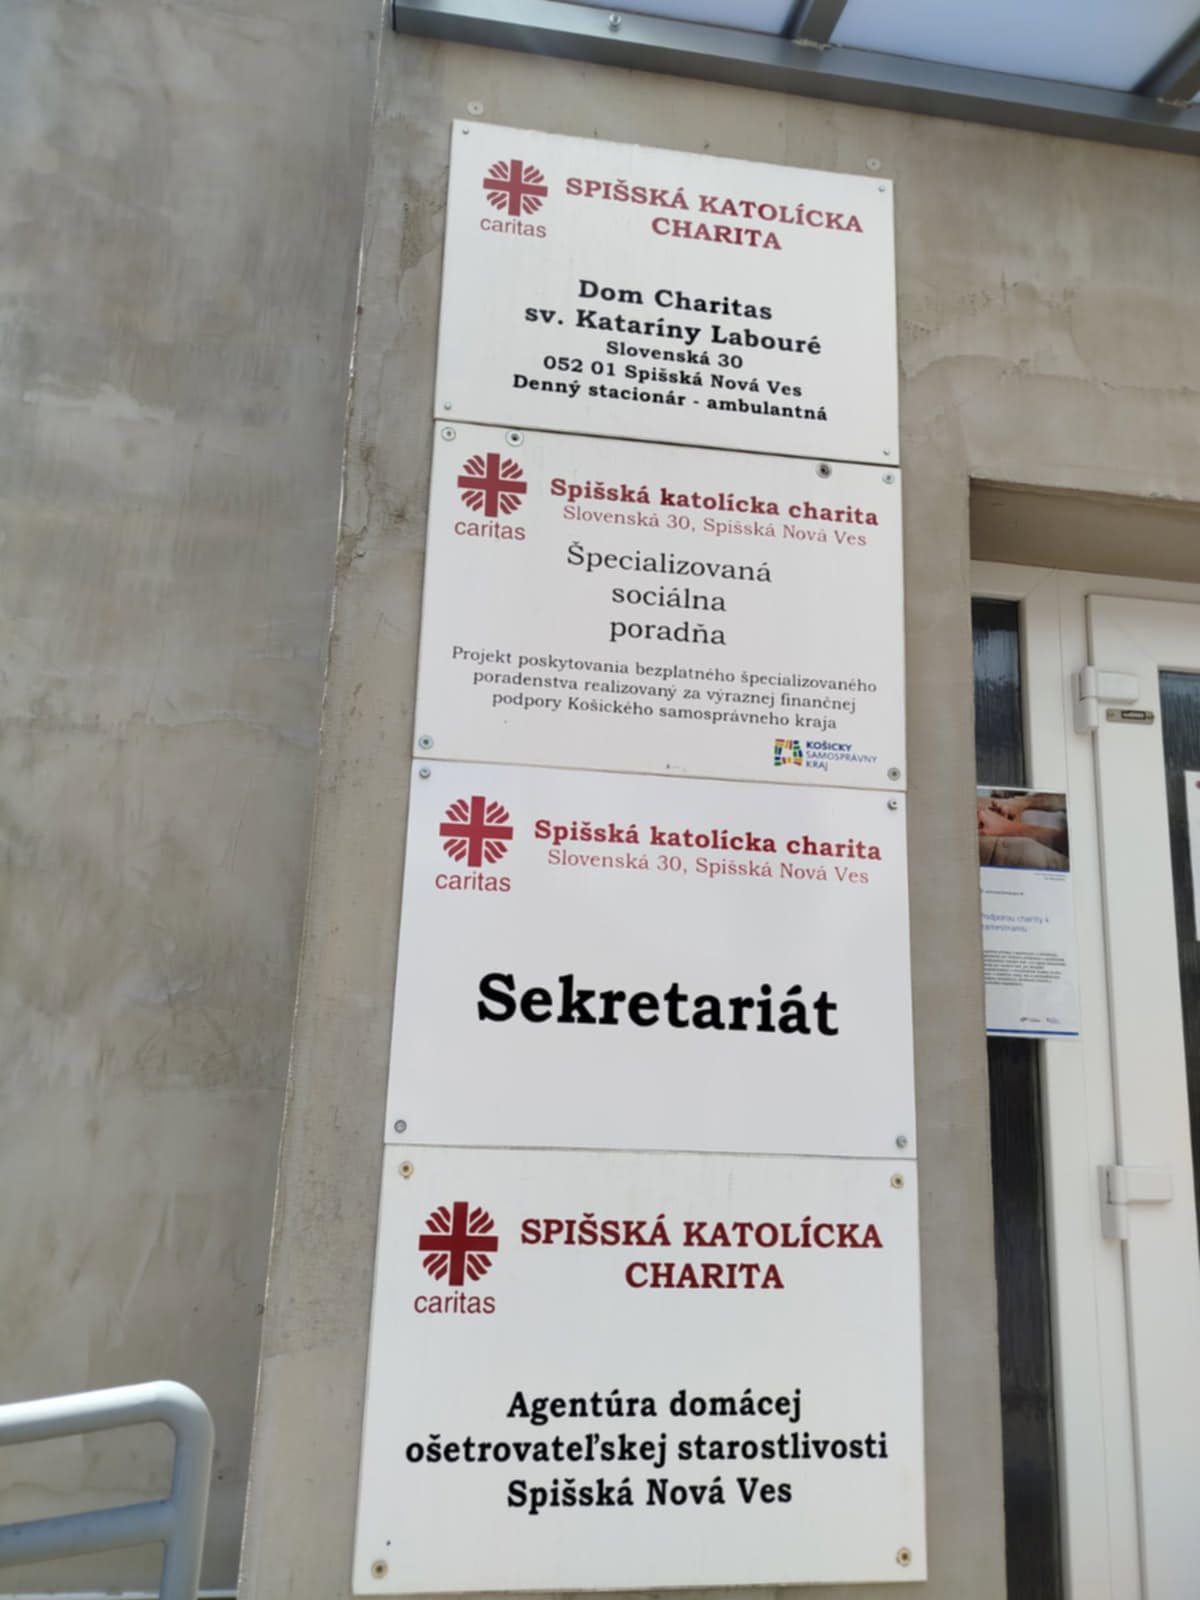 SPIŠSKÁ KATOLÍCKA
CHARITA
caritas
Dom Charitas
sv. Kataríny Labouré
Slovenská 30
052 01 Spišská Nová Ves
Denný stacionár - ambulantná
Spišská katolícka charita
Slovenská 30, Spišská Nová Ves
caritas
Špecializovaná
sociálna
poradňa
Projekt poskytovania bezplatného špecializovaného
poradenstva realizovaný za výraznej finančnej
podpory Košického samosprávneho kraja
KOŠICKY
SAMOSPRÁVNY
KRAJ
Spišská katolícka charita
Slovenská 30, Spišská Nová Ves
caritas
Sekretariát
SPIŠSKÁ KATOLÍCKA
CHARITA
caritas
Agentúra domácej
ošetrovateľskej starostlivosti
Spišská Nová Ves
charity k